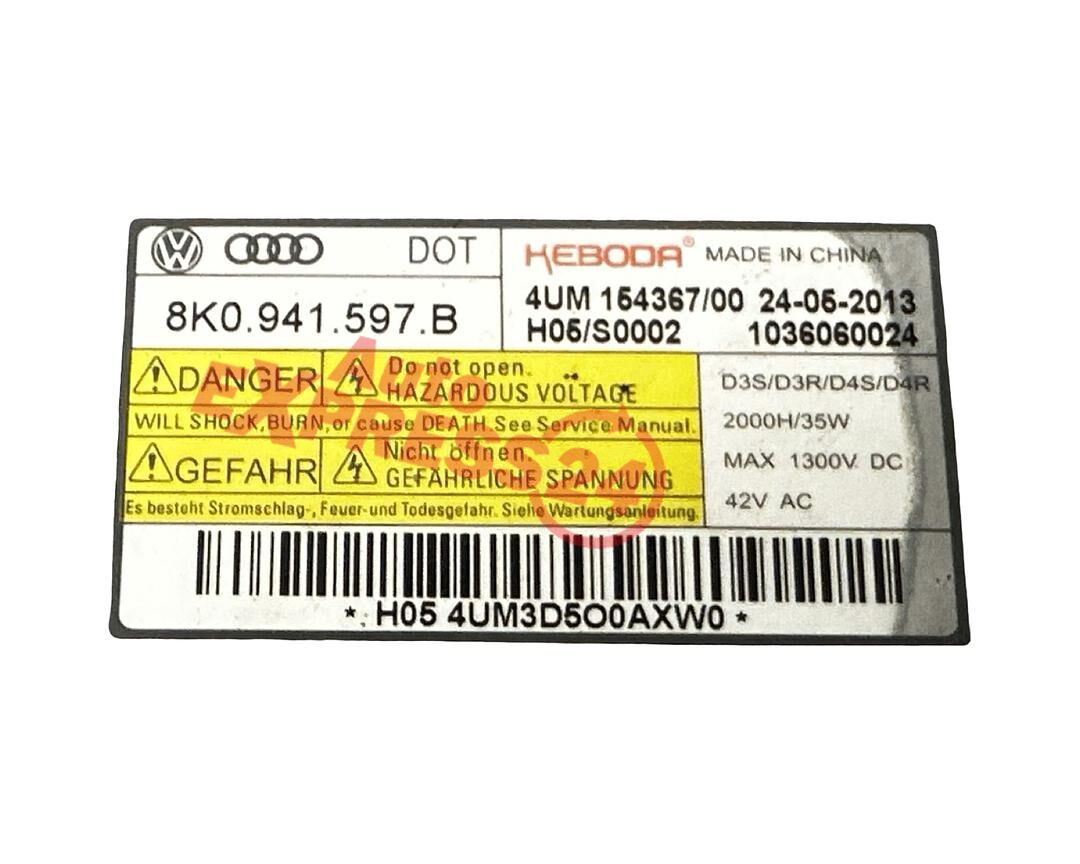 DOT
8K0.941.597.B
KEBODA® MADE IN CHINA
4UM 154367/00 24-05-2013
H05/S0002 1036060024
DANGER Do not open.
HAZARDOUS VOLTAGE
WILL SHOCK,BURN,or cause DEATH.See Service Manual.
GEFAHR Nicht öffnen.
GEFÄHRLICHE SPANNUNG
Es besteht Stromschlag-, Feuer-und Todesgefahr. Siehe Wartungsanleitung.
D3S/D3R/D4S/D4R
2000H/35W
MAX 1300V DC
42V AC
* H05 4UM3D5O0AXW0 *
Auto
EXPRESS24